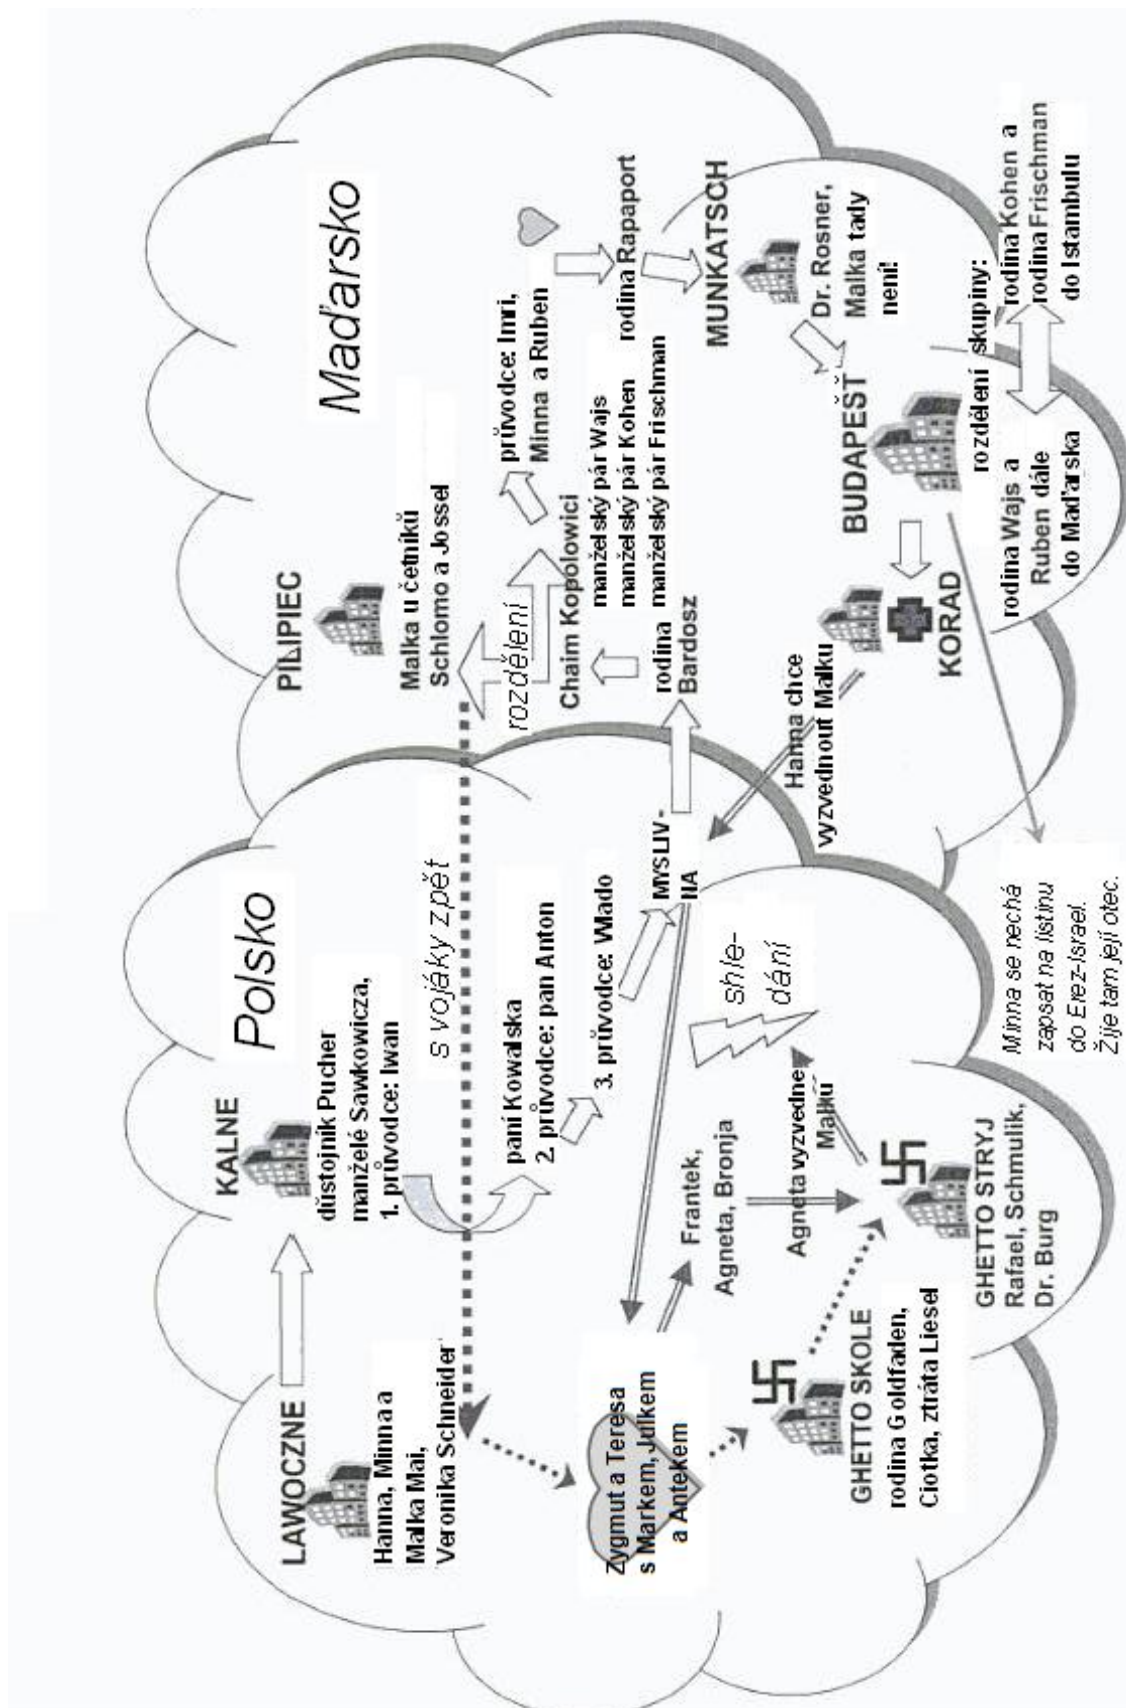 Polsko
Maďarsko
LAWOCZNE
Hanna, Minna a
Malka Mai,
Veronika Schneider
KALNE
důstojník Pucher
manželé Sawkowicza,
1. průvodce: Iwan
s vojáky zpět
paní Kowalska
2. průvodce: pan Anton
3. průvodce: Wlado
MYSLIV-
NA
shle-
dání
Zygmut a Teresa
s Markem, Julkem
a Antekem
Frantek,
Agneta, Bronja
Agneta vyzvedne
Malku
GHETTO SKOLE
rodina Goldfaden,
Ciotka, ztráta Liesel
GHETTO STRYJ
Rafael, Schmulik,
Dr. Burg
PILIPIEC
Malka u četníků
Schlomo a Jossel
rozdělení
Chaim Kopolowici
rodina
Bardosz
průvodce: Imri,
Minna a Ruben
manželský pár Wajs
manželský pár Kohen
manželský pár Frischman
rodina Rapaport
MUNKATSCH
Dr. Rosner,
Malka tady
není!
BUDAPEŠŤ
rozdělení skupiny:
rodina Wajs a
Ruben dále
do Maďarska
rodina Kohen a
rodina Frischman
do Istambulu
KORAD
Hanna chce
vyzvednout Malku
Minna se nechá
zapsat na listinu
do Erez-Israel.
Žije tam její otec.